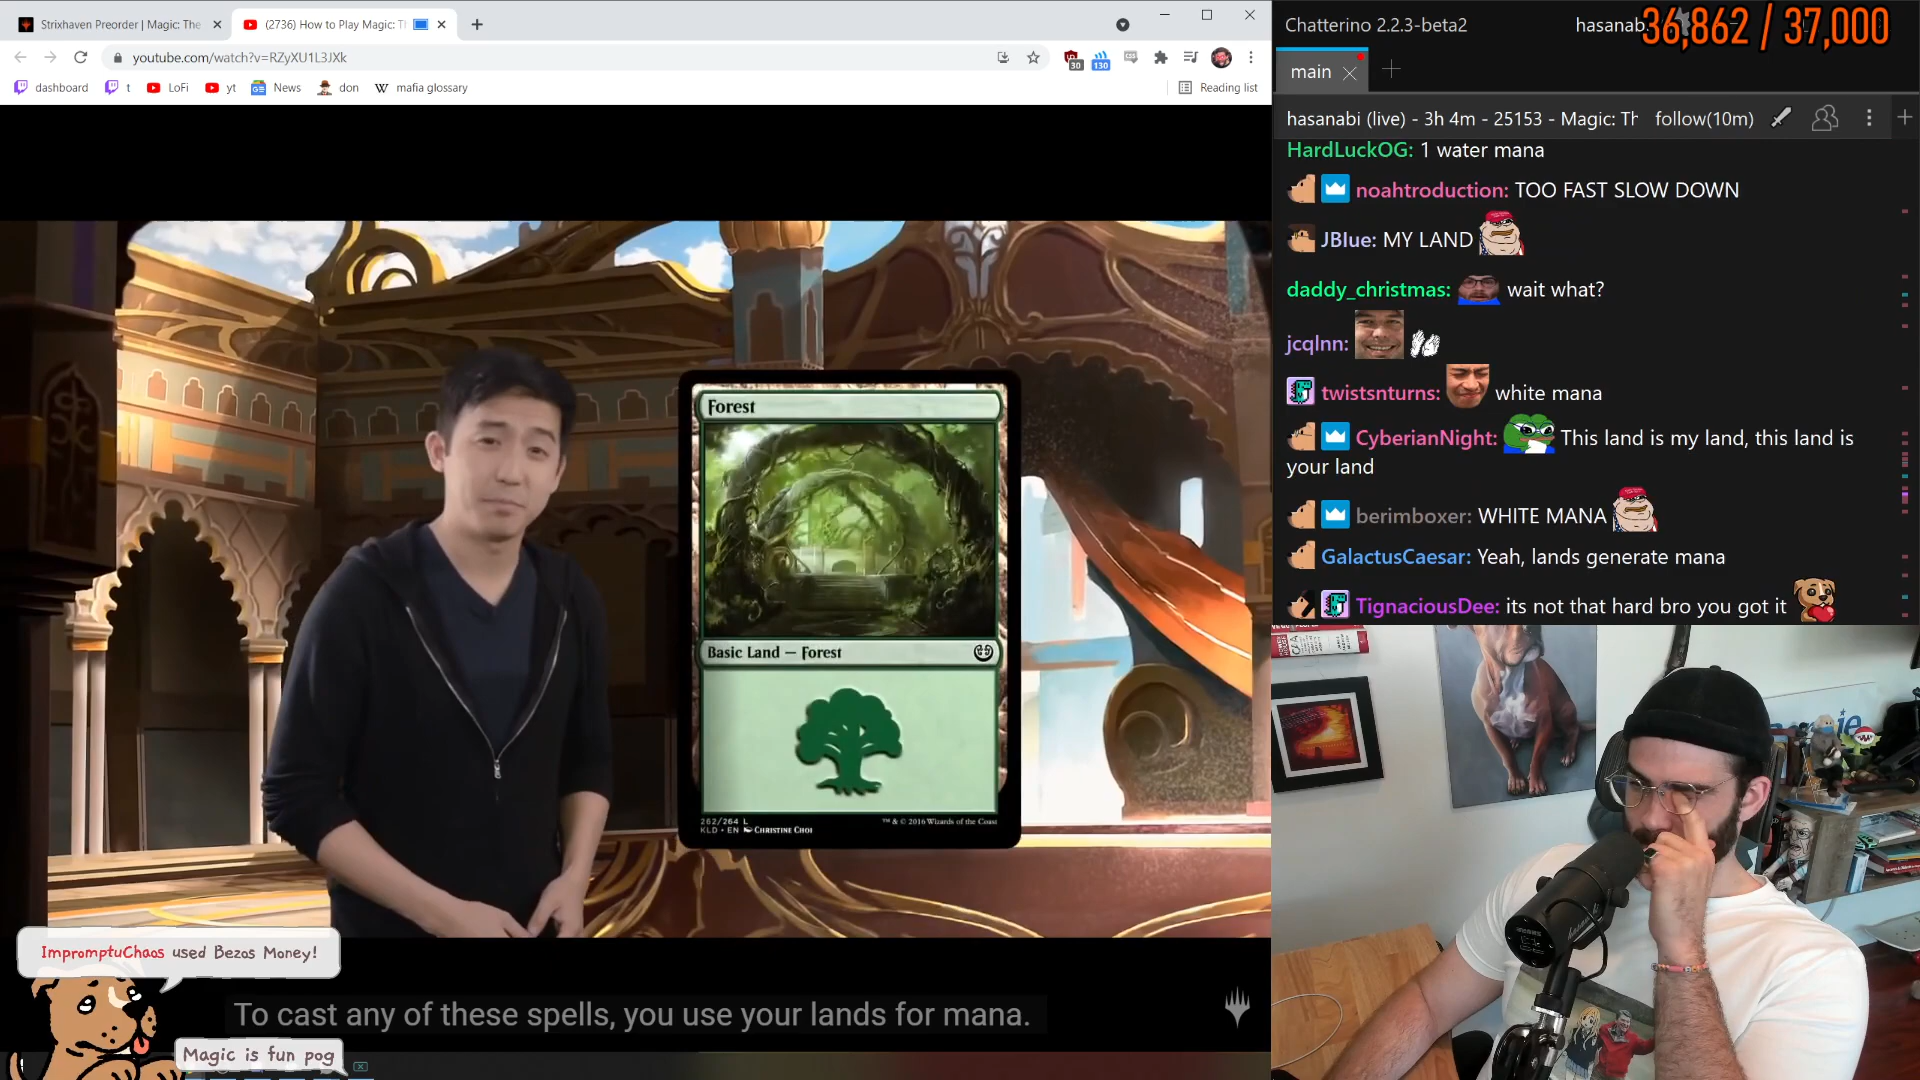 Strixhaven Preorder | Magic: The
(2736) How to Play Magic: T
youtube.com/watch?v=RZyXU1L3JXk
30
130
dashboard
t
LoFi
yt
News
don
W
mafia glossary
Reading list
Forest
Basic Land — Forest
262/264 L
KLD • EN Christine Choi
™ & © 2016 Wizards of the Coast
ImpromptuChaos used Bezos Money!
To cast any of these spells, you use your lands for mana.
Magic is fun pog
Chatterino 2.2.3-beta2
hasanab
36,862 / 37,000
main
hasanabi (live) - 3h 4m - 25153 - Magic: Th
follow(10m)
HardLuckOG: 1 water mana
noahtroduction: TOO FAST SLOW DOWN
JBlue: MY LAND
daddy_christmas: wait what?
jcqlnn:
twistsnturns: white mana
CyberianNight: This land is my land, this land is
your land
berimboxer: WHITE MANA
GalactusCaesar: Yeah, lands generate mana
TignaciousDee: its not that hard bro you got it